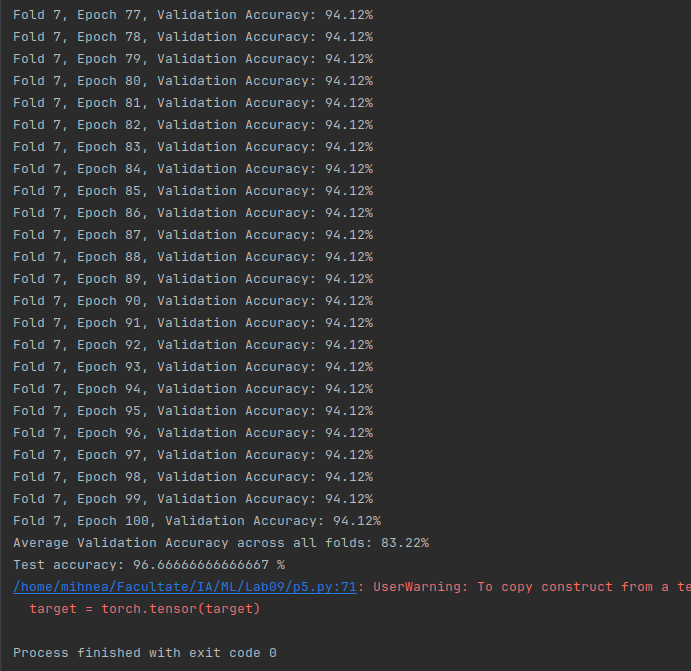 Fold 7, Epoch 77, Validation Accuracy: 94.12%
Fold 7, Epoch 78, Validation Accuracy: 94.12%
Fold 7, Epoch 79, Validation Accuracy: 94.12%
Fold 7, Epoch 80, Validation Accuracy: 94.12%
Fold 7, Epoch 81, Validation Accuracy: 94.12%
Fold 7, Epoch 82, Validation Accuracy: 94.12%
Fold 7, Epoch 83, Validation Accuracy: 94.12%
Fold 7, Epoch 84, Validation Accuracy: 94.12%
Fold 7, Epoch 85, Validation Accuracy: 94.12%
Fold 7, Epoch 86, Validation Accuracy: 94.12%
Fold 7, Epoch 87, Validation Accuracy: 94.12%
Fold 7, Epoch 88, Validation Accuracy: 94.12%
Fold 7, Epoch 89, Validation Accuracy: 94.12%
Fold 7, Epoch 90, Validation Accuracy: 94.12%
Fold 7, Epoch 91, Validation Accuracy: 94.12%
Fold 7, Epoch 92, Validation Accuracy: 94.12%
Fold 7, Epoch 93, Validation Accuracy: 94.12%
Fold 7, Epoch 94, Validation Accuracy: 94.12%
Fold 7, Epoch 95, Validation Accuracy: 94.12%
Fold 7, Epoch 96, Validation Accuracy: 94.12%
Fold 7, Epoch 97, Validation Accuracy: 94.12%
Fold 7, Epoch 98, Validation Accuracy: 94.12%
Fold 7, Epoch 99, Validation Accuracy: 94.12%
Fold 7, Epoch 100, Validation Accuracy: 94.12%
Average Validation Accuracy across all folds: 83.22%
Test accuracy: 96.66666666666667 %
/home/mihnea/Facultate/IA/ML/Lab09/p5.py:71: UserWarning: To copy construct from a te
target = torch.tensor(target)
Process finished with exit code 0